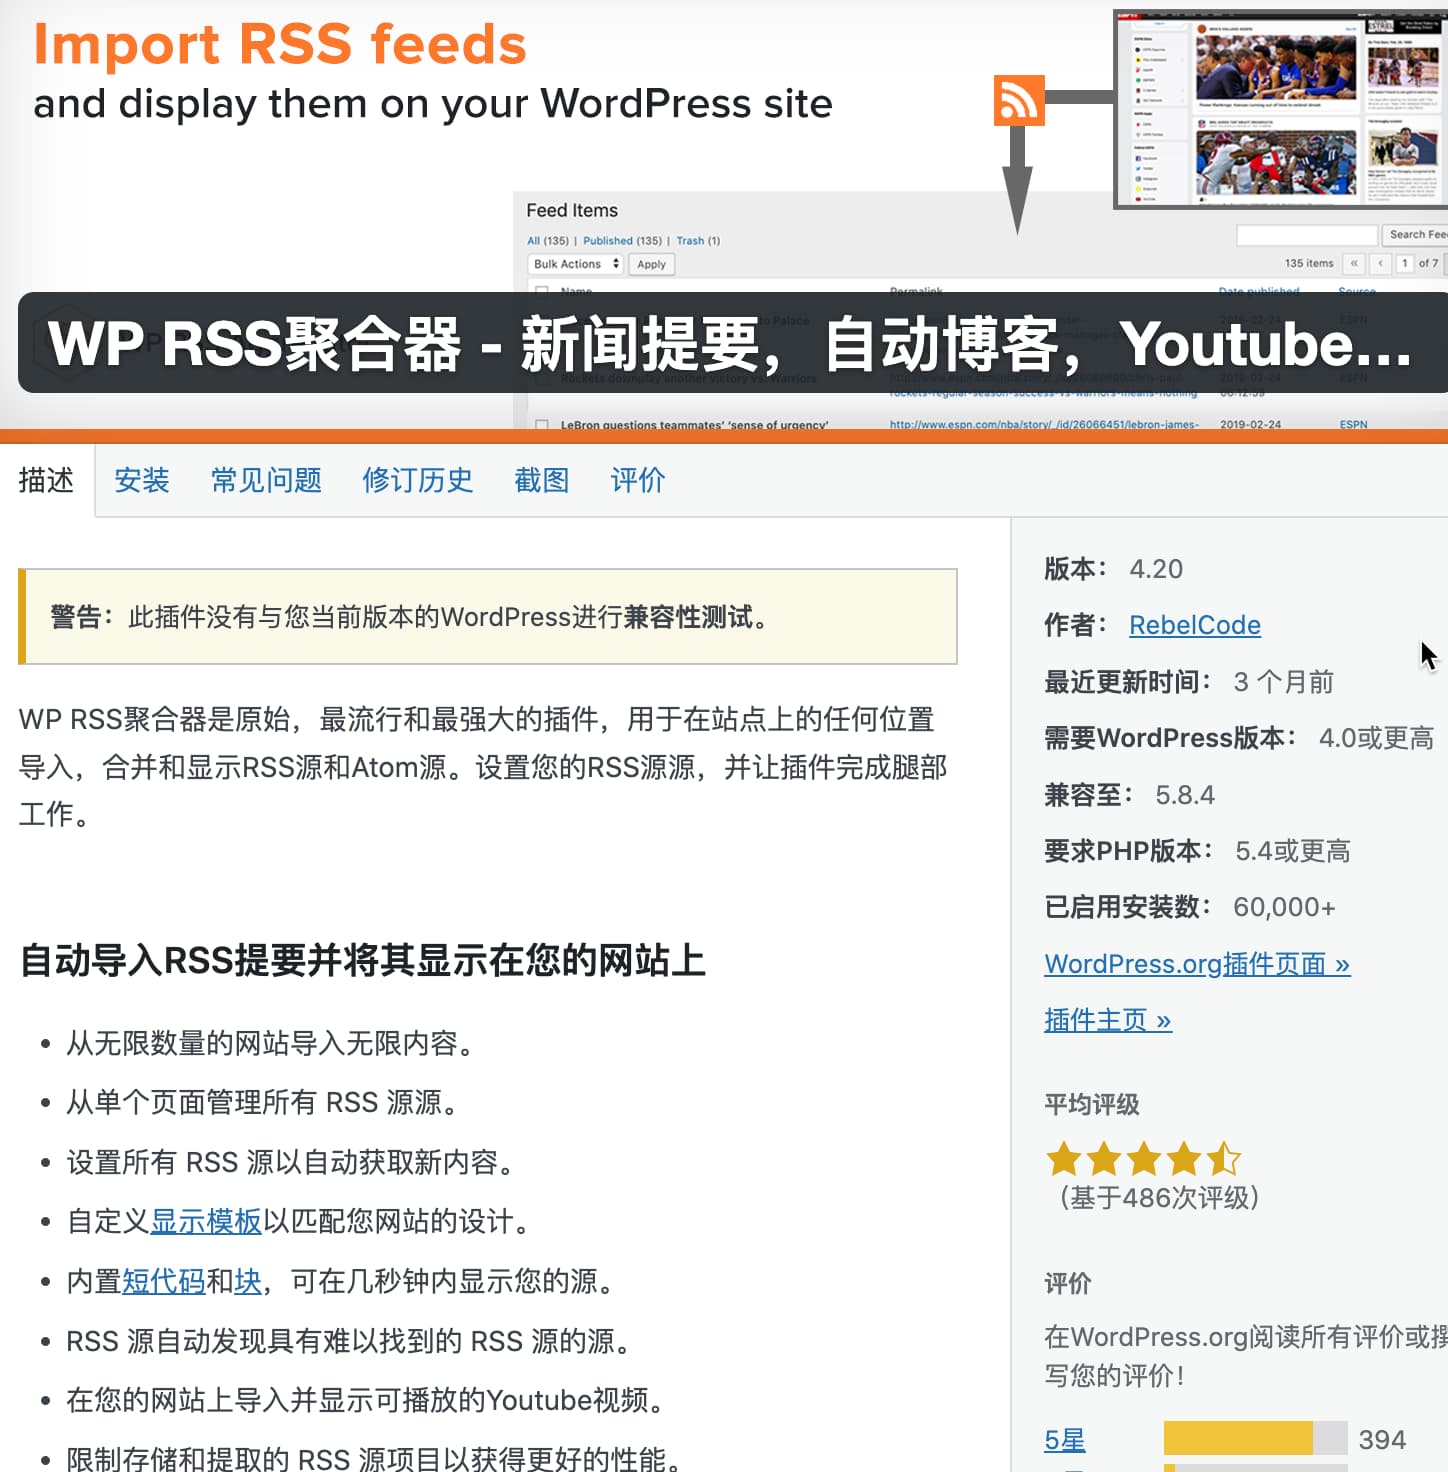 Import RSS feeds
and display them on your WordPress site
Feed Items
All (135) | Published (135) | Trash (1)
Search Fee
Bulk Actions
Apply
135 items « ‹ 1 of 7
Name Permalink Date published Source
WP RSS聚合器 - 新闻提要，自动博客，Youtube…
rockets-regular-season-success-vs-warriors-means-nothing
LeBron questions teammates’ ‘sense of urgency’ http://www.espn.com/nba/story/_/id/26066451/lebron-james- 2019-02-24 ESPN
描述 安装 常见问题 修订历史 截图 评价
警告：此插件没有与您当前版本的WordPress进行兼容性测试。
WP RSS聚合器是原始，最流行和最强大的插件，用于在站点上的任何位置
导入，合并和显示RSS源和Atom源。设置您的RSS源源，并让插件完成腿部
工作。
自动导入RSS提要并将其显示在您的网站上
• 从无限数量的网站导入无限内容。
• 从单个页面管理所有 RSS 源源。
• 设置所有 RSS 源以自动获取新内容。
• 自定义显示模板以匹配您网站的设计。
• 内置短代码和块，可在几秒钟内显示您的源。
• RSS 源自动发现具有难以找到的 RSS 源的源。
• 在您的网站上导入并显示可播放的Youtube视频。
• 限制存储和提取的 RSS 源项目以获得更好的性能。
版本： 4.20
作者： RebelCode
最近更新时间： 3 个月前
需要WordPress版本： 4.0或更高
兼容至： 5.8.4
要求PHP版本： 5.4或更高
已启用安装数： 60,000+
WordPress.org插件页面 »
插件主页 »
平均评级
（基于486次评级）
评价
在WordPress.org阅读所有评价或撰
写您的评价！
5星 394